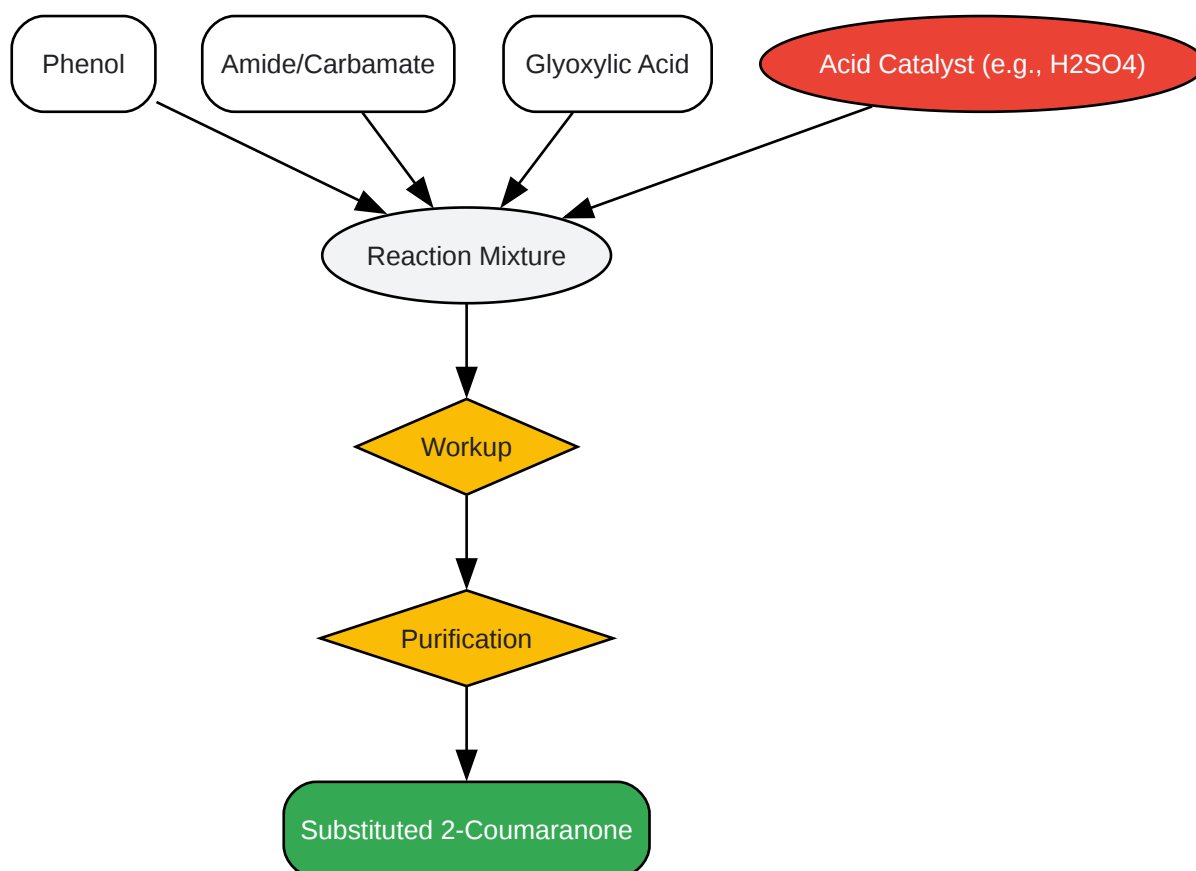 Phenol
Amide/Carbamate
Glyoxylic Acid
Acid Catalyst (e.g., H2SO4)
Reaction Mixture
Workup
Purification
Substituted 2-Coumaranone